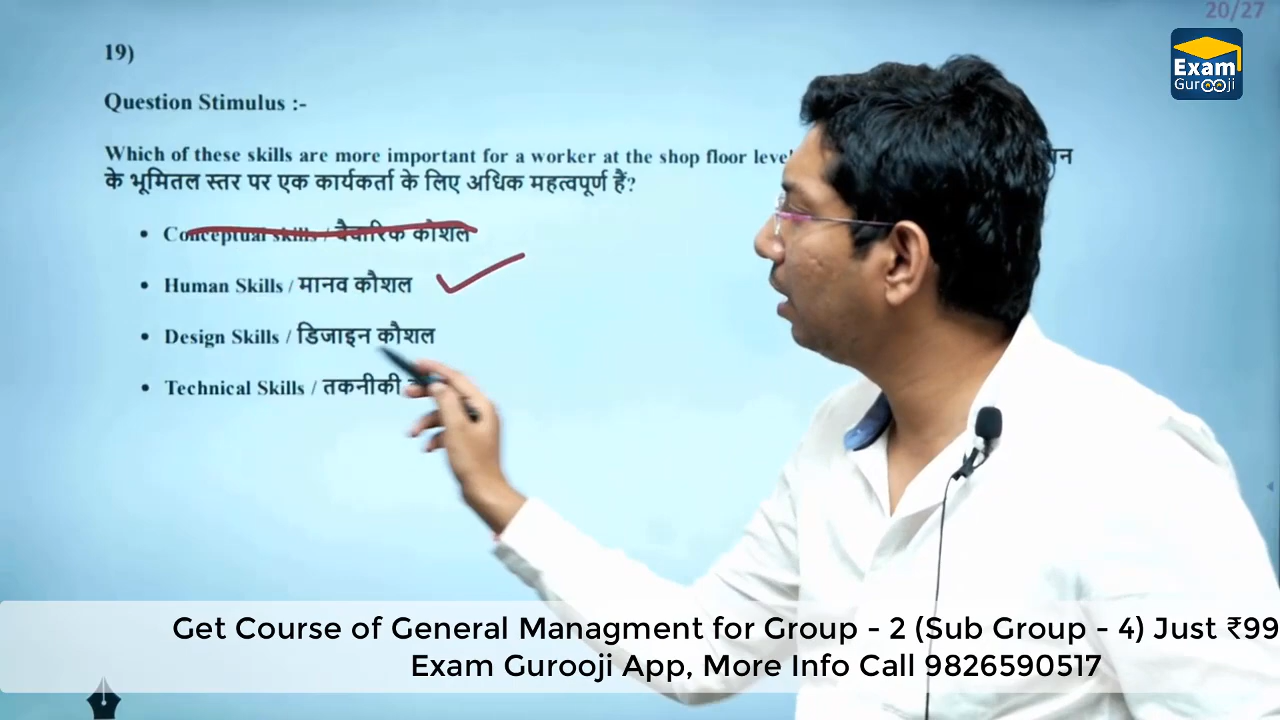 20/27
Exam
Gurooji
19)
Question Stimulus :-
Which of these skills are more important for a worker at the shop floor level
के भूमितल स्तर पर एक कार्यकर्ता के लिए अधिक महत्वपूर्ण हैं?
• Conceptual skills / वैचारिक कौशल
• Human Skills / मानव कौशल
• Design Skills / डिजाइन कौशल
• Technical Skills / तकनीकी
Get Course of General Managment for Group - 2 (Sub Group - 4) Just ₹99
Exam Gurooji App, More Info Call 9826590517